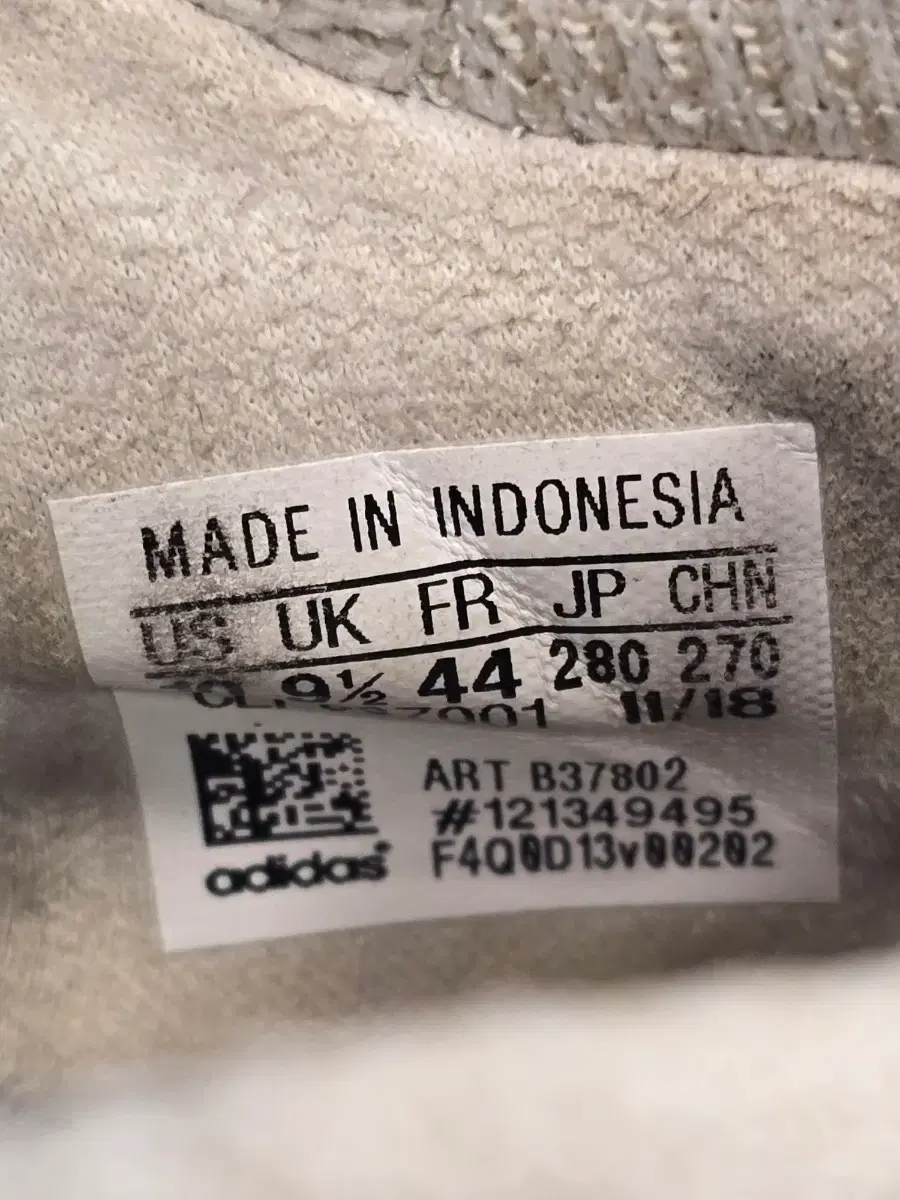 MADE IN INDONESIA
US UK FR JP CHN
9½ 44 280 270
11/18
ART B37802
#121349495
F4Q0D13v00202
adidas